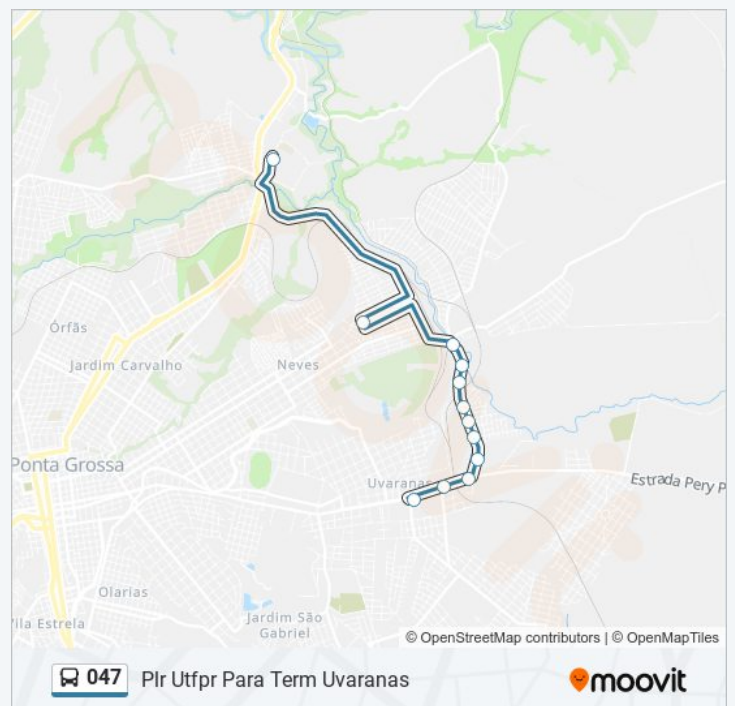 Órfãs
Jardim Carvalho
Neves
Ponta Grossa
Uvaranas
Estrada Pery P
Olarias
Jardim São
Gabriel
Vila Estrela
© OpenStreetMap contributors | © OpenMapTiles
047 Plr Utfpr Para Term Uvaranas
moovit